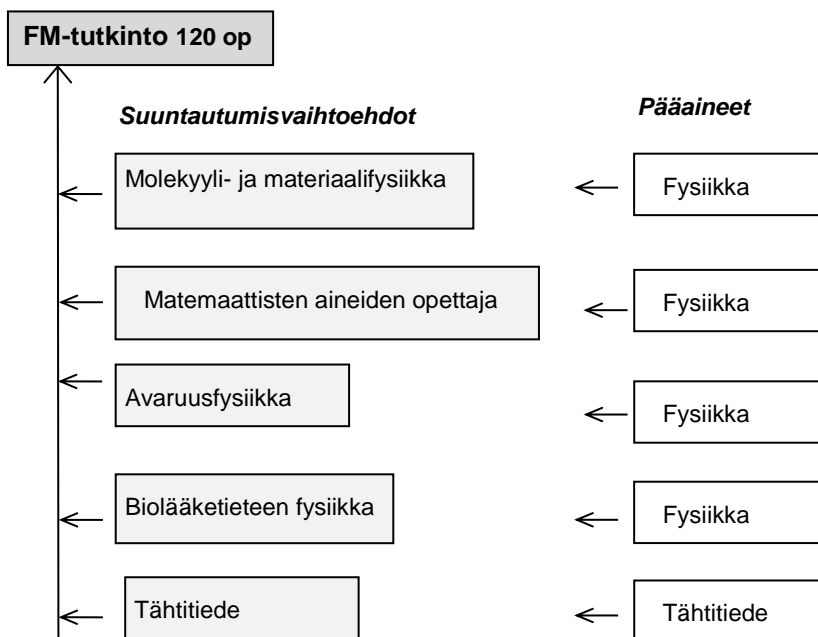 FM-tutkinto 120 op
Suuntautumisvaihtoehdot
Pääaineet
Molekyyli- ja materiaalifysiikka
Fysiikka
Matemaattisten aineiden opettaja
Fysiikka
Avaruusfysiikka
Fysiikka
Biolääketieteen fysiikka
Fysiikka
Tähtitiede
Tähtitiede